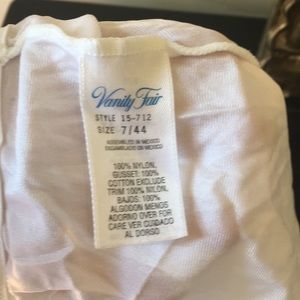 Vanity Fair
STYLE 15-712
SIZE 7/44
ASSEMBLED IN MEXICO
ENSAMBLADO EN MEXICO
100% NYLON,
GUSSET: 100%
COTTON EXCLUDE
TRIM 100% NYLON,
BAJOS: 100%
ALGODON MENOS
ADORNO OVER FOR
CARE VER CUIDADO
AL DORSO